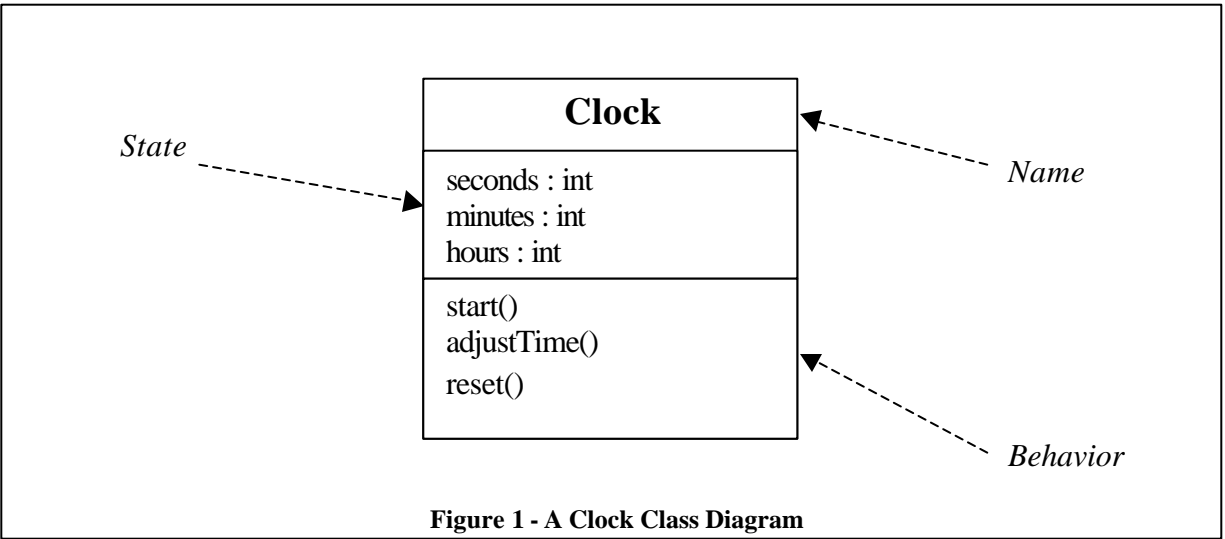 Clock
State
Name
seconds : int
minutes : int
hours : int
start()
adjustTime()
reset()
Behavior
Figure 1 - A Clock Class Diagram